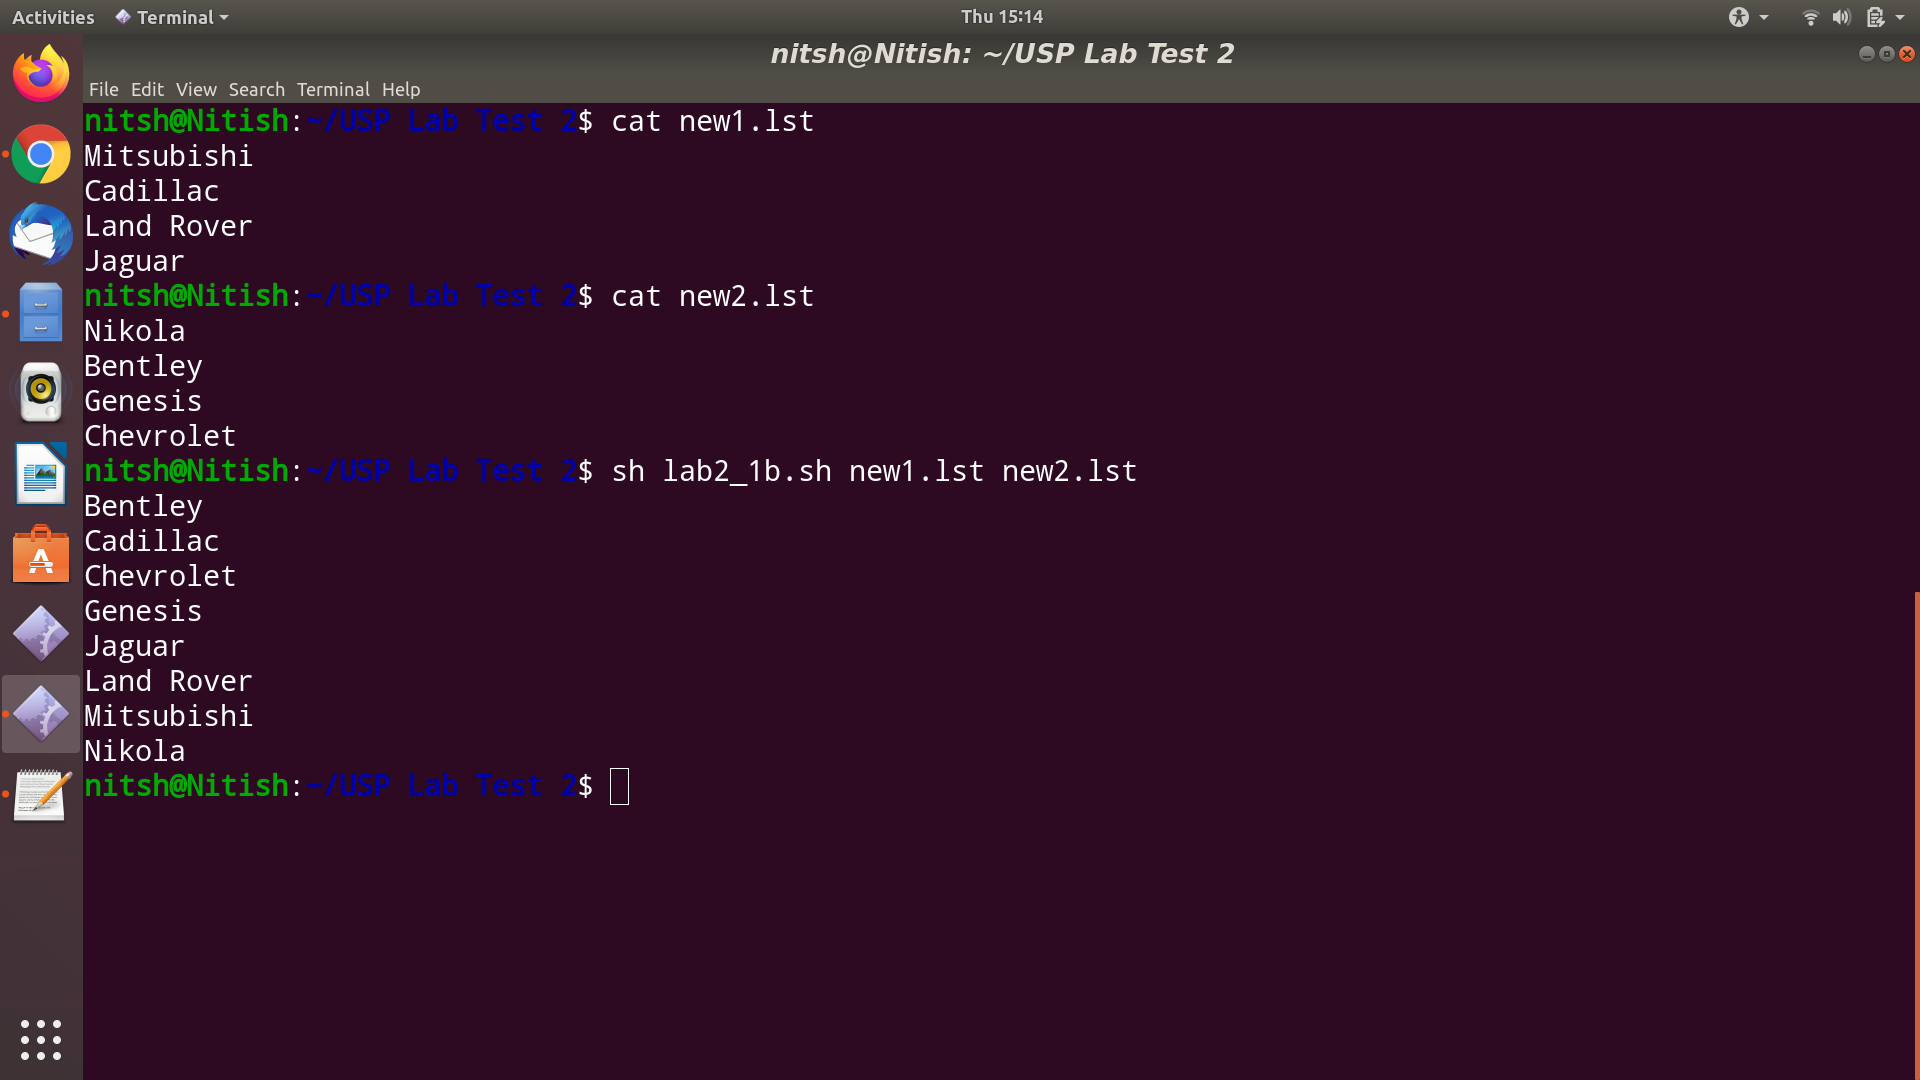 Activities Terminal Thu 15:14
nitsh@Nitish: ~/USP Lab Test 2
File Edit View Search Terminal Help
nitsh@Nitish:~/USP Lab Test 2$ cat new1.lst
Mitsubishi
Cadillac
Land Rover
Jaguar
nitsh@Nitish:~/USP Lab Test 2$ cat new2.lst
Nikola
Bentley
Genesis
Chevrolet
nitsh@Nitish:~/USP Lab Test 2$ sh lab2_1b.sh new1.lst new2.lst
Bentley
Cadillac
Chevrolet
Genesis
Jaguar
Land Rover
Mitsubishi
Nikola
nitsh@Nitish:~/USP Lab Test 2$